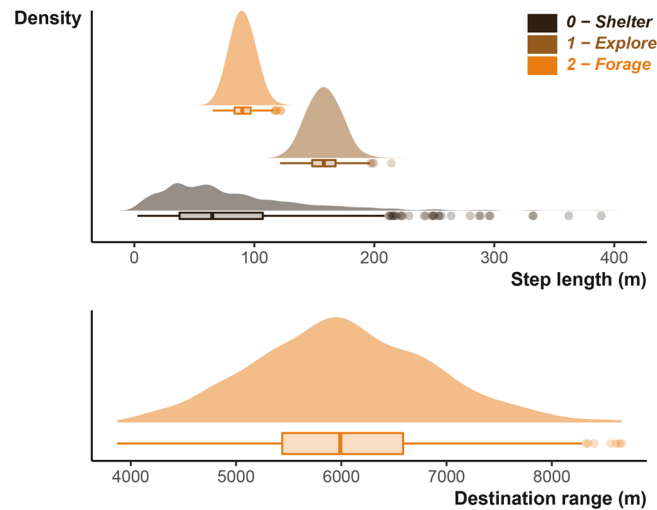 Density
0 – Shelter
1 – Explore
2 – Forage
0 100 200 300 400
Step length (m)
4000 5000 6000 7000 8000
Destination range (m)